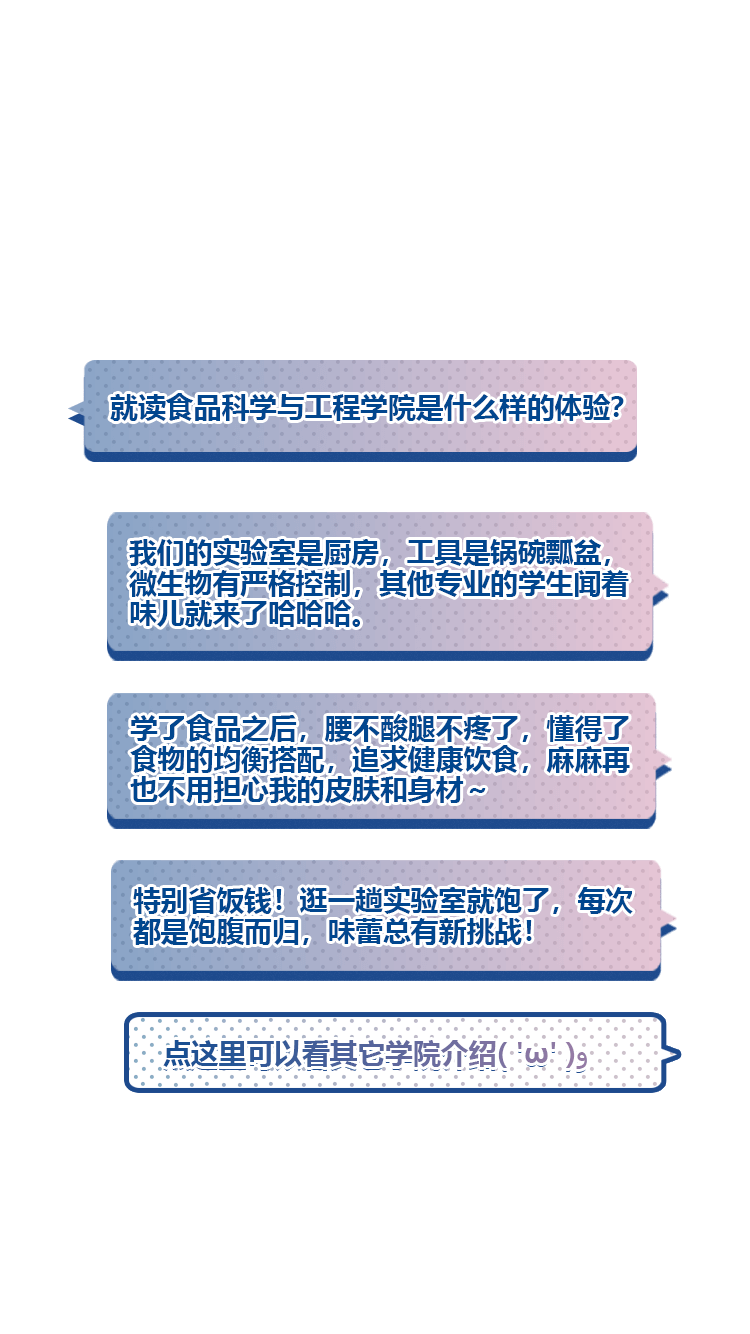 就读食品科学与工程学院是什么样的体验?
我们的实验室是厨房，工具是锅碗瓢盆，
微生物有严格控制，其他专业的学生闻着
味儿就来了哈哈哈。
学了食品之后，腰不酸腿不疼了，懂得了
食物的均衡搭配，追求健康饮食，麻麻再
也不用担心我的皮肤和身材～
特别省饭钱！逛一趟实验室就饱了，每次
都是饱腹而归，味蕾总有新挑战！
点这里可以看其它学院介绍( 'ω' )و